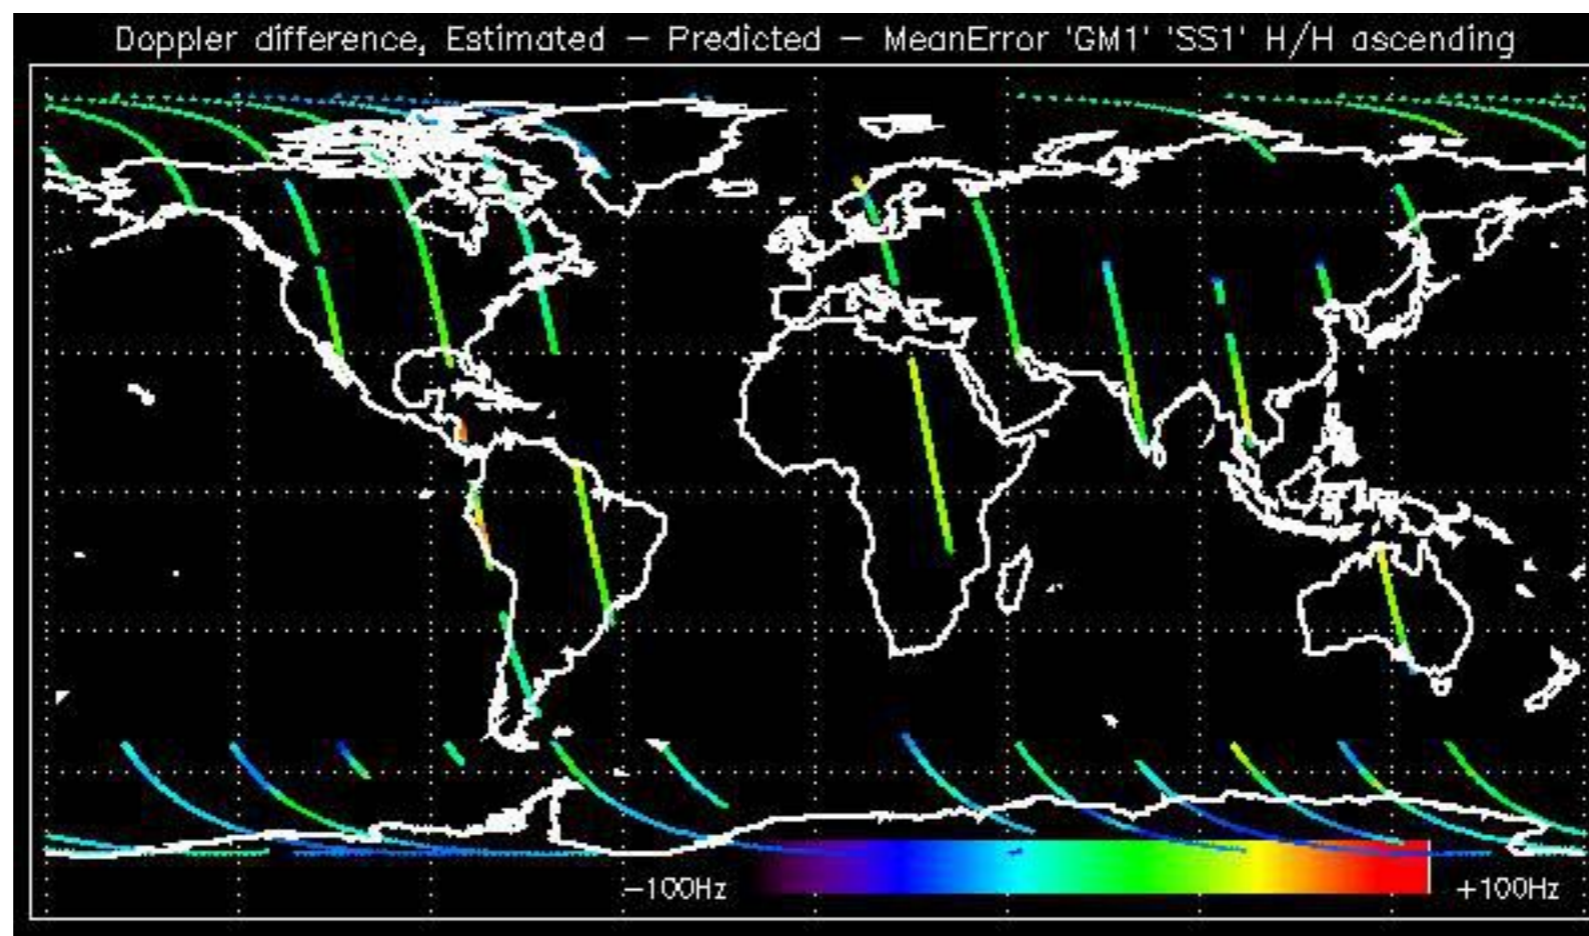 Doppler difference, Estimated – Predicted – MeanError 'GM1' 'SS1' H/H ascending
-100Hz
+100Hz